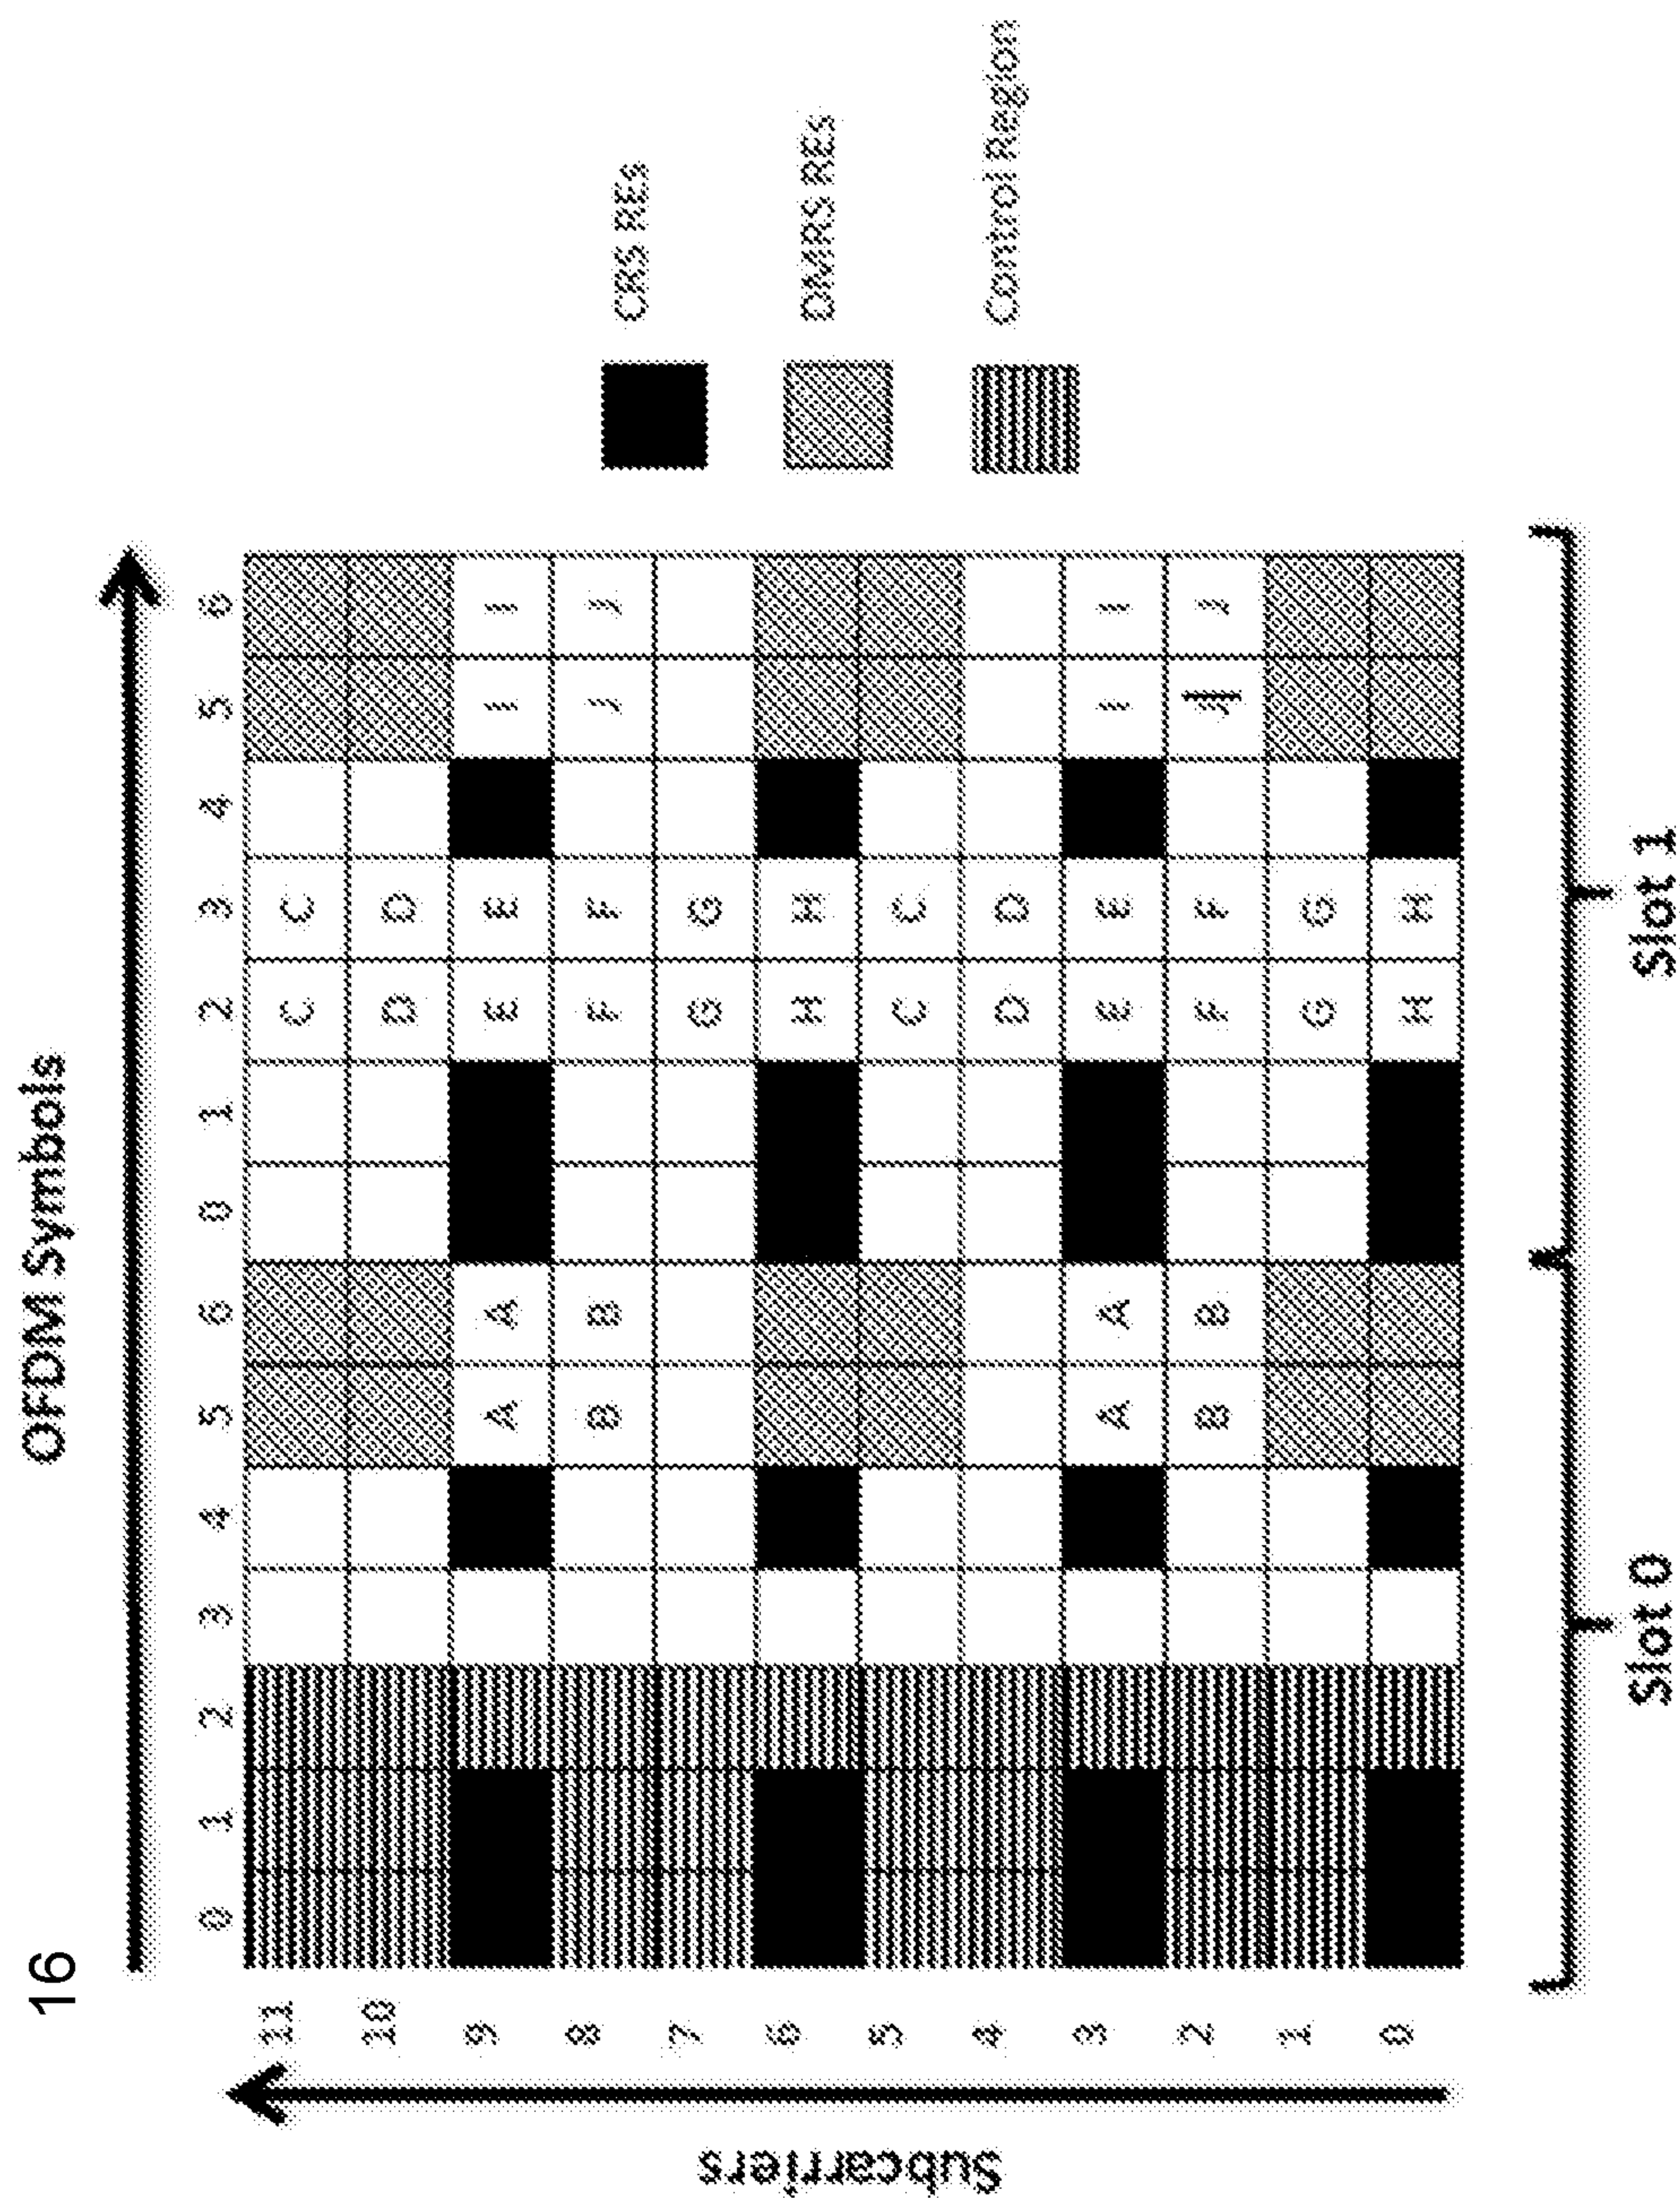 16
OFDM Symbols
0 1 2 3 4 5 6 0 1 2 3 4 5 6
Subcarriers
11 C C
10 D D
9 A A E E I I
8 B B F F J J
7 G G
6 H H
5 C C
4 D D
3 A A E E I I
2 B B F F J J
1 G G
0 H H
Slot 0
Slot 1
CRS REs
DMRS REs
Control Region